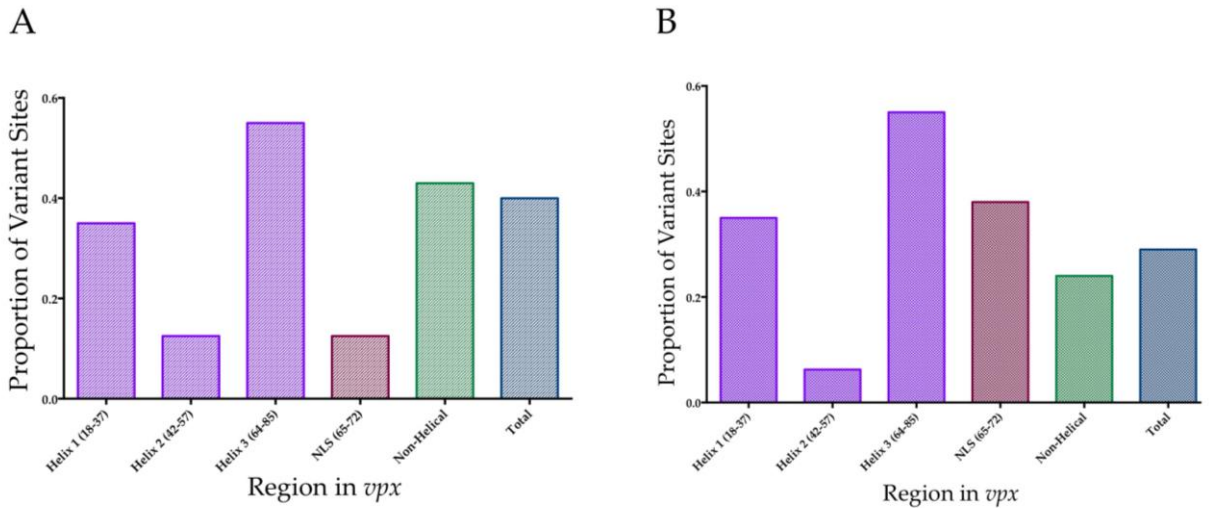 A
Proportion of Variant Sites
0.6
0.4
0.2
0.0
Helix 1 (18-37)
Helix 2 (42-57)
Helix 3 (64-85)
NLS (65-72)
Non-Helical
Total
Region in vpx
B
Proportion of Variant Sites
0.6
0.4
0.2
0.0
Helix 1 (18-37)
Helix 2 (42-57)
Helix 3 (64-85)
NLS (65-72)
Non-Helical
Total
Region in vpx